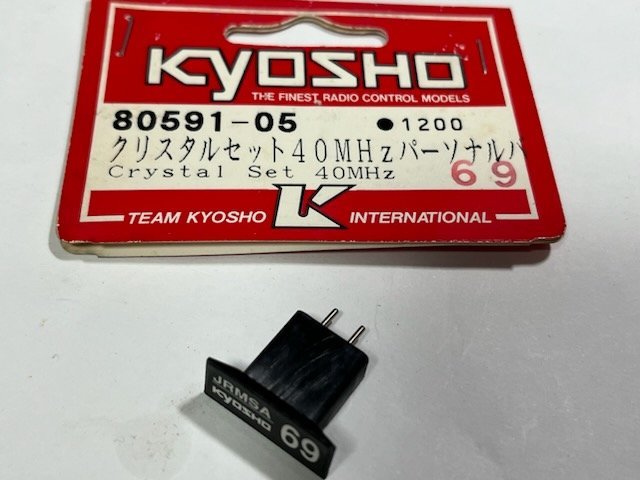 KYOSHO
THE FINEST RADIO CONTROL MODELS
80591-05 ●1200
クリスタルセット40MHzパーソナルバ
Crystal Set 40MHz 69
TEAM KYOSHO K INTERNATIONAL
JRMSA
KYOSHO 69